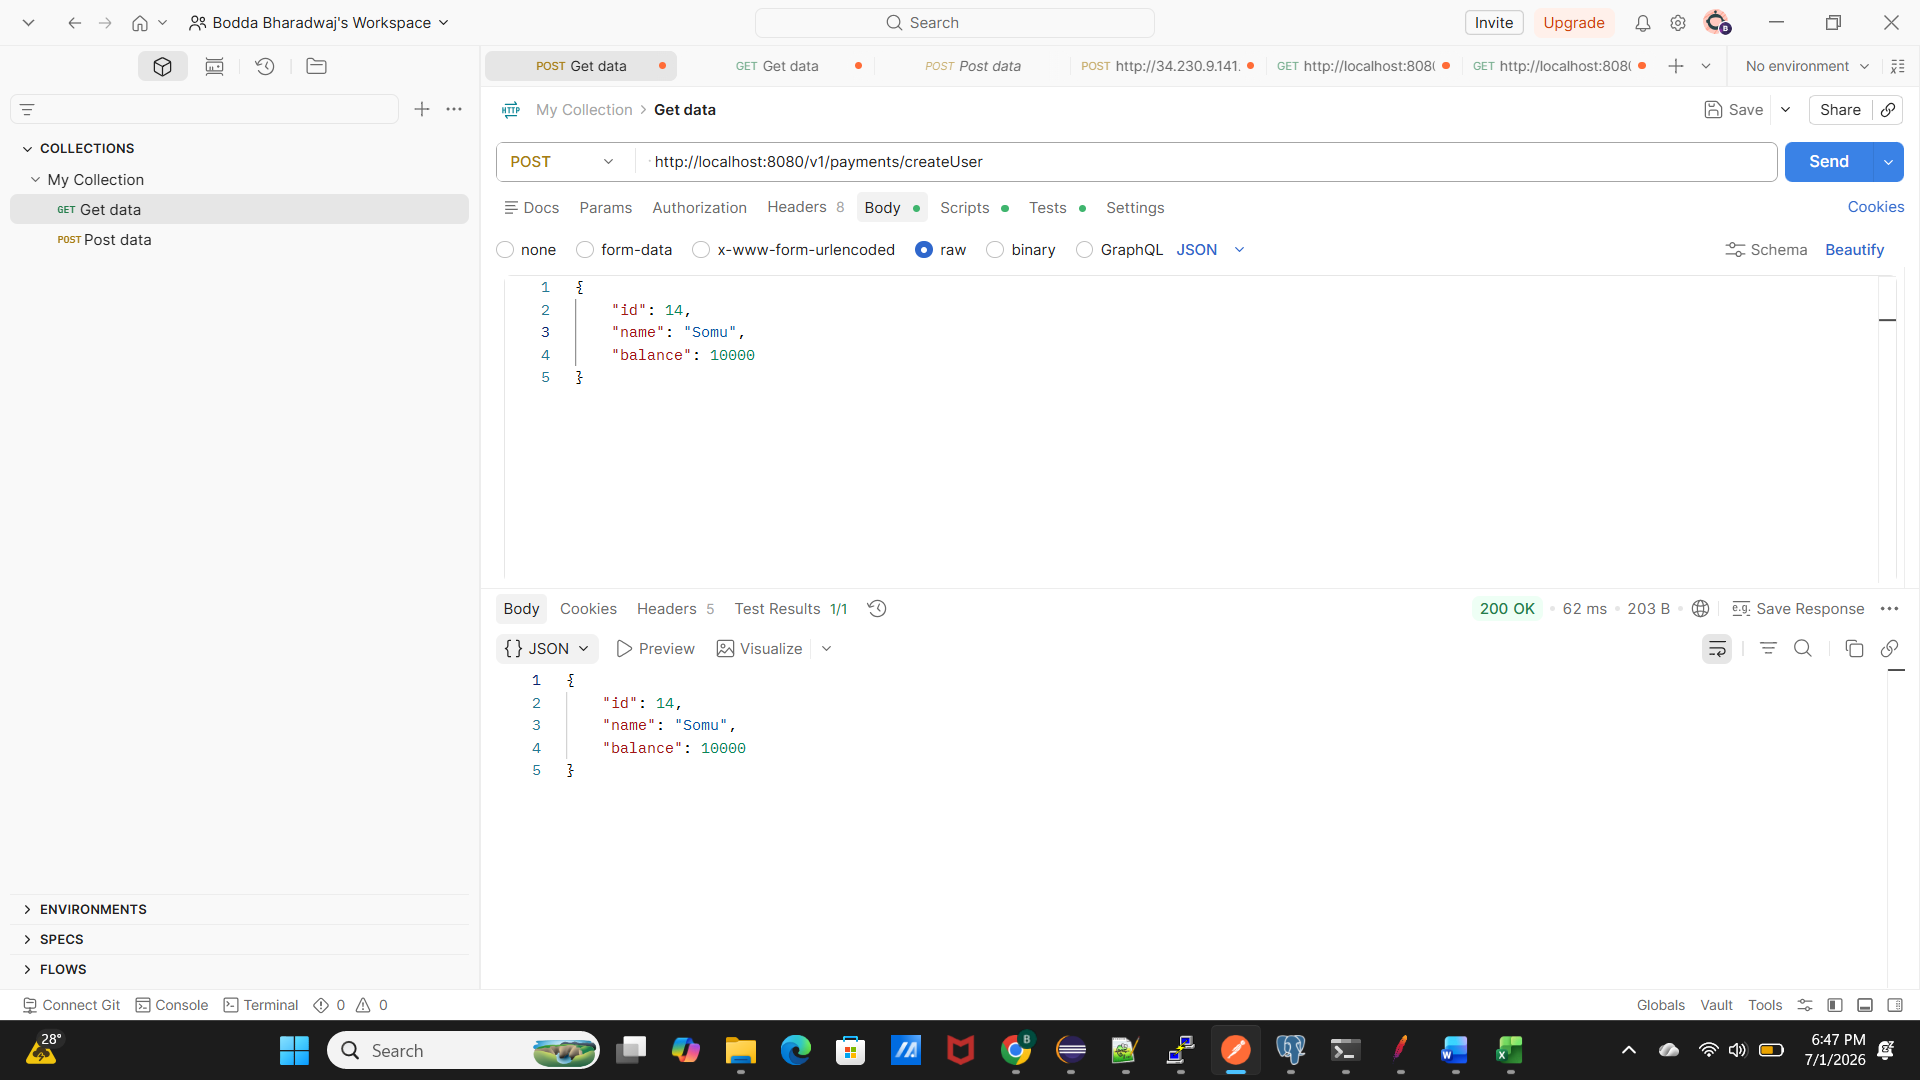 Bodda Bharadwaj's Workspace
Search
Invite
Upgrade
POST Get data
GET Get data
POST Post data
POST http://34.230.9.141.
GET http://localhost:808
GET http://localhost:808
No environment
HTTP
My Collection > Get data
Save
Share
COLLECTIONS
My Collection
GET Get data
POST Post data
POST
http://localhost:8080/v1/payments/createUser
Send
Docs
Params
Authorization
Headers 8
Body
Scripts
Tests
Settings
Cookies
none
form-data
x-www-form-urlencoded
raw
binary
GraphQL
JSON
Schema
Beautify
1 {
2 "id": 14,
3 "name": "Somu",
4 "balance": 10000
5 }
Body
Cookies
Headers 5
Test Results 1/1
200 OK
62 ms
203 B
e.g. Save Response
{} JSON
Preview
Visualize
1 {
2 "id": 14,
3 "name": "Somu",
4 "balance": 10000
5 }
ENVIRONMENTS
SPECS
FLOWS
Connect Git
Console
Terminal
0
0
Globals
Vault
Tools
28°
Search
6:47 PM
7/1/2026